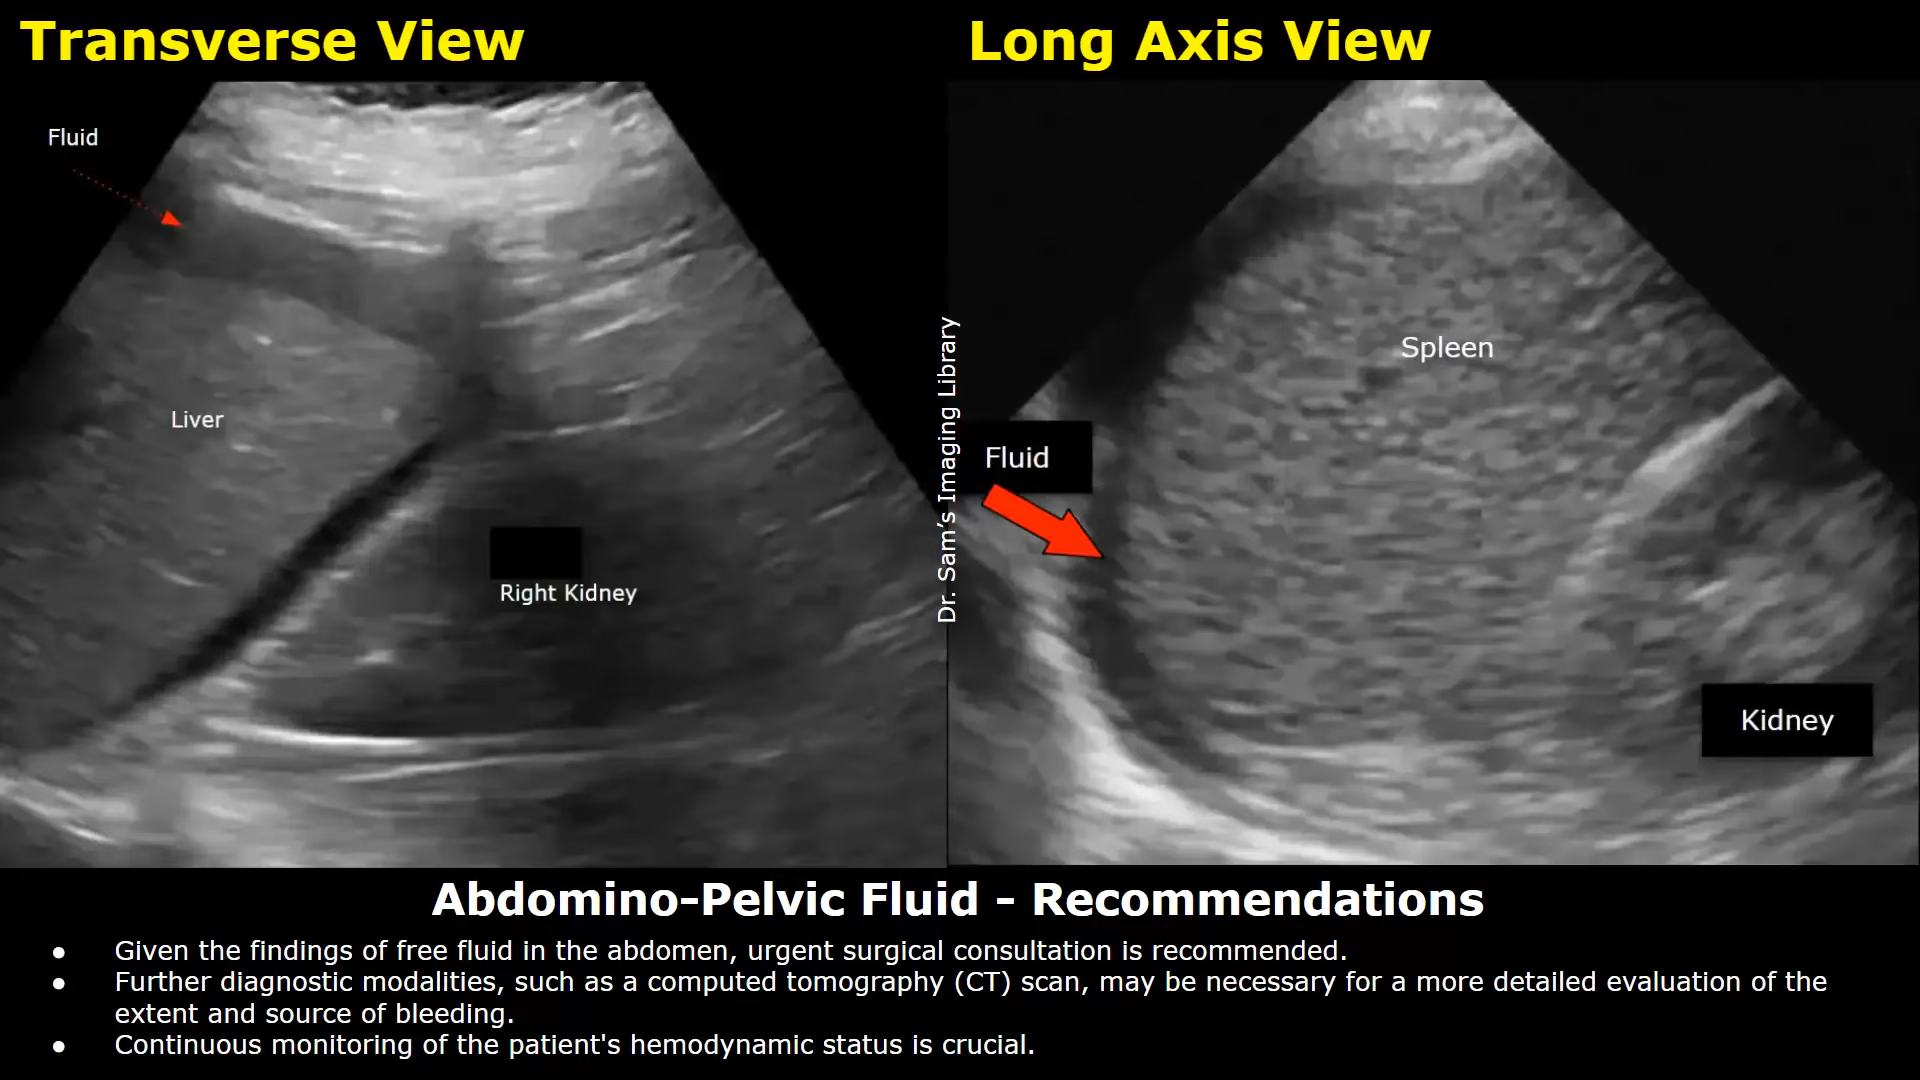 Transverse View
Long Axis View
Fluid
Liver
Right Kidney
Dr. Sam's Imaging Library
Spleen
Fluid
Kidney
Abdomino-Pelvic Fluid – Recommendations
● Given the findings of free fluid in the abdomen, urgent surgical consultation is recommended.
● Further diagnostic modalities, such as a computed tomography (CT) scan, may be necessary for a more detailed evaluation of the
extent and source of bleeding.
● Continuous monitoring of the patient's hemodynamic status is crucial.